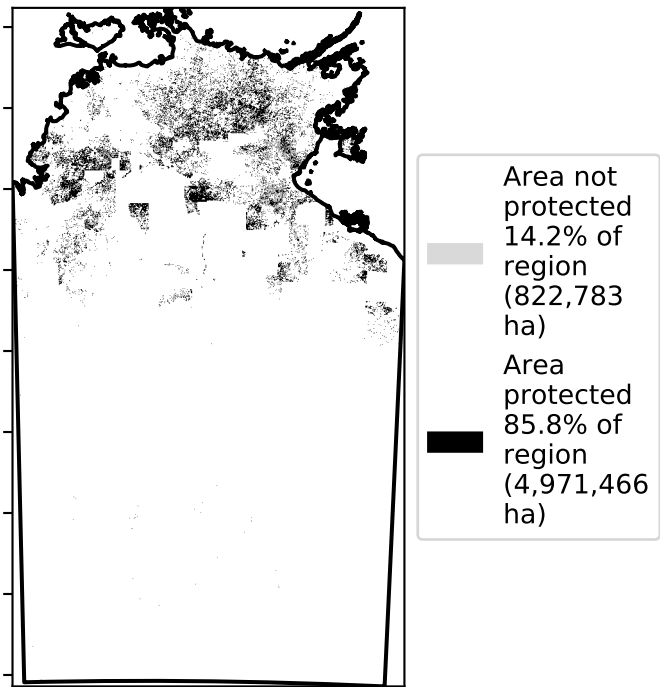 Area not
protected
14.2% of
region
(822,783
ha)
Area
protected
85.8% of
region
(4,971,466
ha)